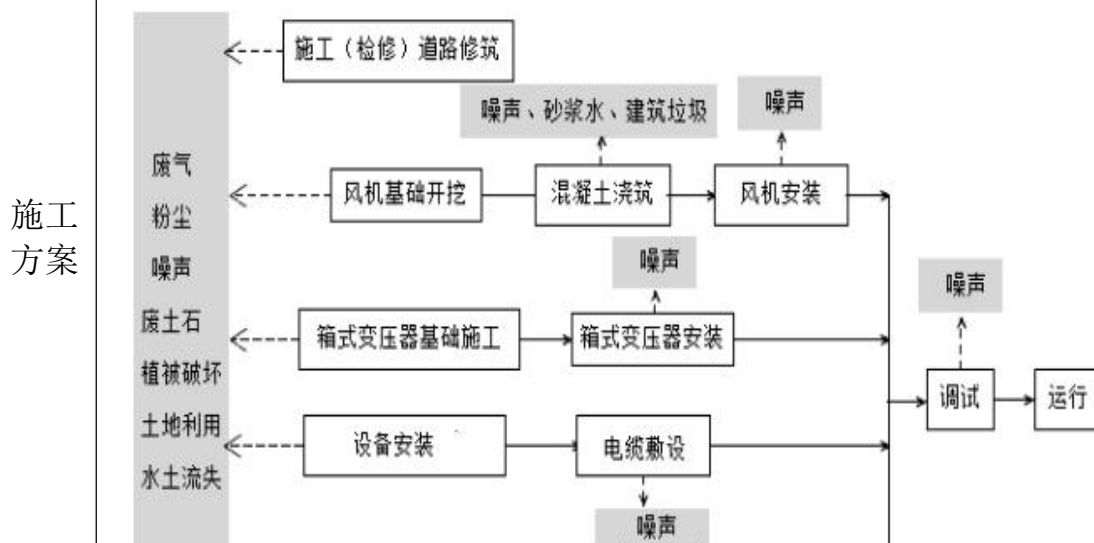 施工
方案
废气
粉尘
噪声
废土石
植被破坏
土地利用
水土流失
施工（检修）道路修筑
噪声、砂浆水、建筑垃圾
噪声
风机基础开挖
混凝土浇筑
风机安装
噪声
箱式变压器基础施工
箱式变压器安装
设备安装
电缆敷设
噪声
噪声
调试
运行